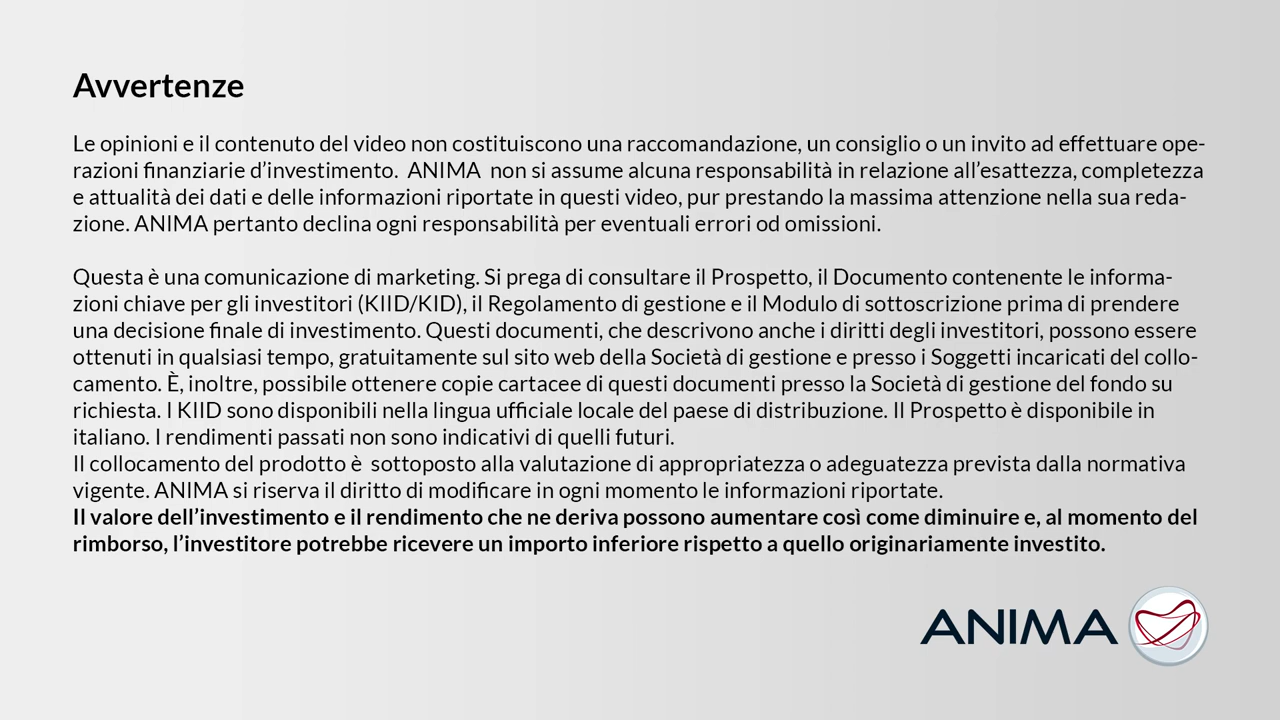 Avvertenze
Le opinioni e il contenuto del video non costituiscono una raccomandazione, un consiglio o un invito ad effettuare ope-
razioni finanziarie d’investimento.  ANIMA  non si assume alcuna responsabilità in relazione all’esattezza, completezza
e attualità dei dati e delle informazioni riportate in questi video, pur prestando la massima attenzione nella sua reda-
zione. ANIMA pertanto declina ogni responsabilità per eventuali errori od omissioni.
Questa è una comunicazione di marketing. Si prega di consultare il Prospetto, il Documento contenente le informa-
zioni chiave per gli investitori (KIID/KID), il Regolamento di gestione e il Modulo di sottoscrizione prima di prendere
una decisione finale di investimento. Questi documenti, che descrivono anche i diritti degli investitori, possono essere
ottenuti in qualsiasi tempo, gratuitamente sul sito web della Società di gestione e presso i Soggetti incaricati del collo-
camento. È, inoltre, possibile ottenere copie cartacee di questi documenti presso la Società di gestione del fondo su
richiesta. I KIID sono disponibili nella lingua ufficiale locale del paese di distribuzione. Il Prospetto è disponibile in
italiano. I rendimenti passati non sono indicativi di quelli futuri.
Il collocamento del prodotto è  sottoposto alla valutazione di appropriatezza o adeguatezza prevista dalla normativa
vigente. ANIMA si riserva il diritto di modificare in ogni momento le informazioni riportate.
Il valore dell’investimento e il rendimento che ne deriva possono aumentare così come diminuire e, al momento del
rimborso, l’investitore potrebbe ricevere un importo inferiore rispetto a quello originariamente investito.
ANIMA